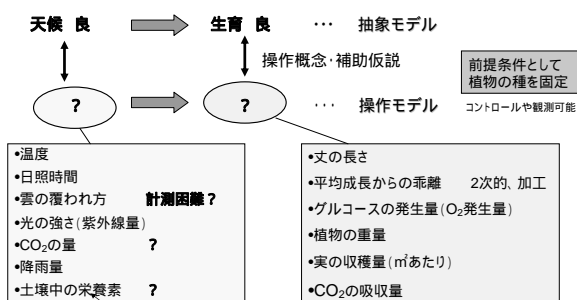 天候 良 生育 良 ・・・ 抽象モデル
操作概念・補助仮説
前提条件として
植物の種を固定
? ? ・・・ 操作モデル
コントロールや観測可能
•温度
•日照時間
•雲の覆われ方 計測困難?
•光の強さ(紫外線量)
•CO₂の量 ?
•降雨量
•土壌中の栄養素 ?
•丈の長さ
•平均成長からの乖離 2次的、加工
•グルコースの発生量(O₂発生量)
•植物の重量
•実の収穫量(㎡あたり)
•CO₂の吸収量